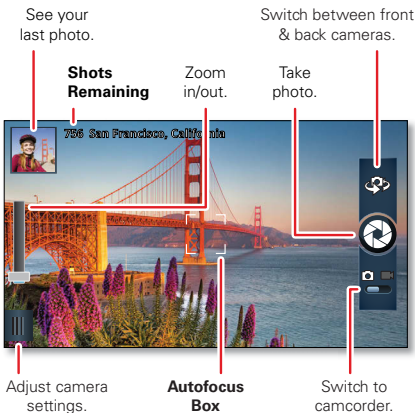 See your
last photo.
Switch between front
& back cameras.
Shots
Remaining
Zoom
in/out.
Take
photo.
756 San Francisco, California
Adjust camera
settings.
Autofocus
Box
Switch to
camcorder.